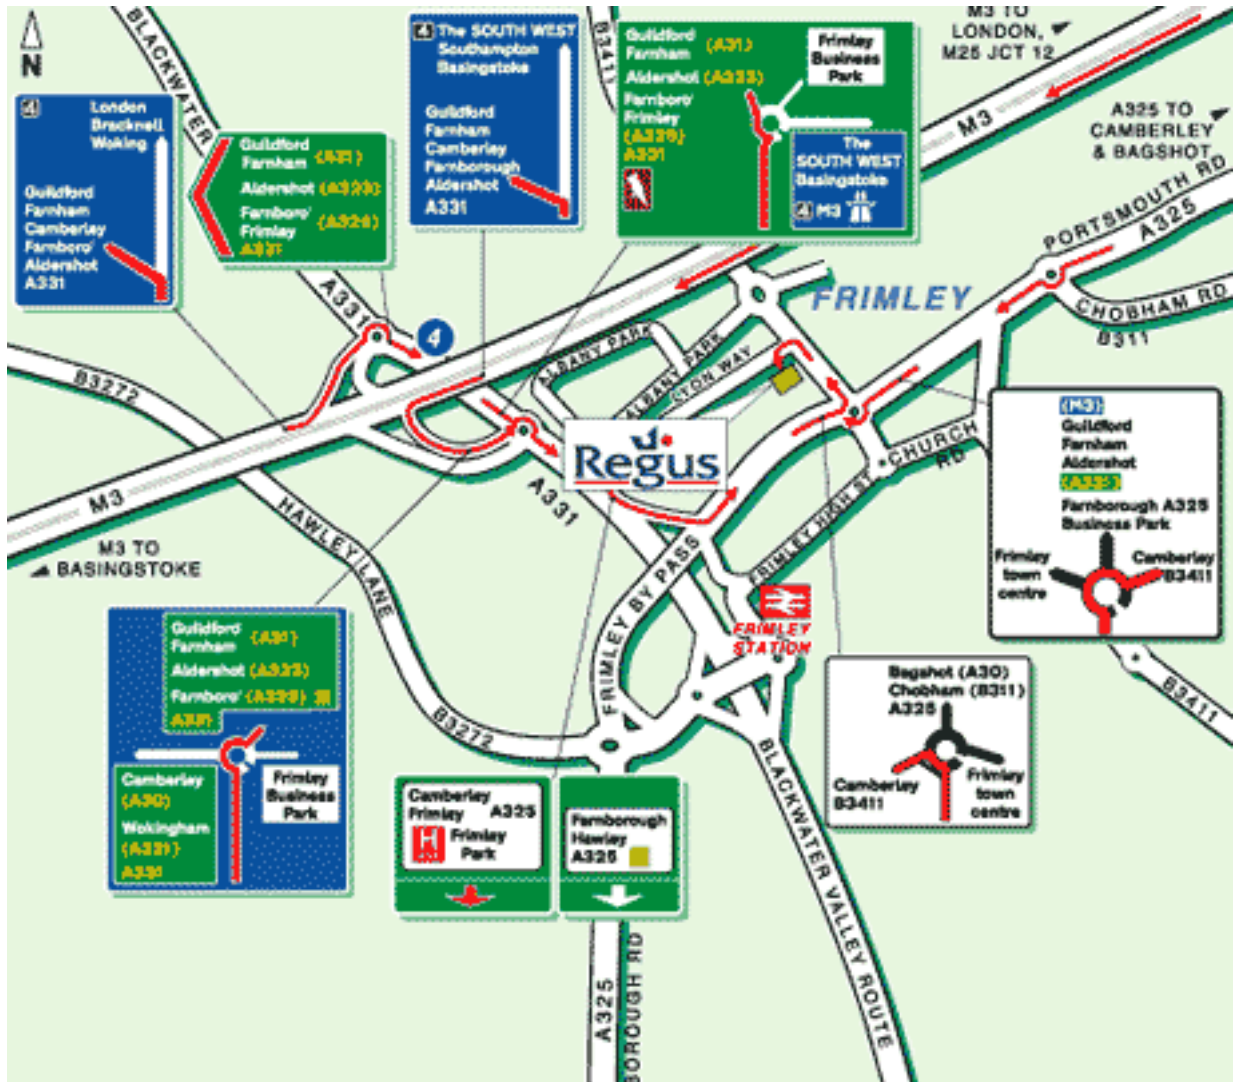 N
BLACKWATER
4
The SOUTH WEST
Southampton
Basingstoke
Guildford
Farnham
Camberley
Farnborough
Aldershot
A331
B3411
Guildford
Farnham (A31)
Aldershot (A323)
Farnboro'
Frimley
A331
Frimley
Business
Park
The
SOUTH WEST
Basingstoke
4 M3
M3 TO
LONDON,
M25 JCT 12
M3
A325 TO
CAMBERLEY
& BAGSHOT
PORTSMOUTH RD
A325
4
London
Bracknell
Woking
Guildford
Farnham
Camberley
Farnboro'
Aldershot
A331
Guildford
Farnham (A31)
Aldershot (A323)
Farnboro'
Frimley
A331
A331
4
FRIMLEY
CHOBHAM RD
B311
ALBANY PARK
ALBANY PARK
LYON WAY
B3272
Regus
CHURCH
RD
(M3)
Guildford
Farnham
Aldershot
Farnborough A325
Business Park
Frimley
town
centre
Camberley
B3411
M3
A331
HAWLEY LANE
M3 TO
BASINGSTOKE
FRIMLEY HIGH ST
FRIMLEY BY PASS
FRIMLEY
STATION
Guildford
Farnham (A31)
Aldershot (A323)
Farnboro'
A331
Camberley
(A30)
Wokingham
A331
Frimley
Business
Park
B3272
Bagshot (A30)
Chobham (B311)
A325
Camberley
B3411
Frimley
town
centre
B3411
Camberley
Frimley A325
H Frimley
Park
Farnborough
Hawley
A325
BLACKWATER VALLEY ROUTE
A325
BOROUGH RD